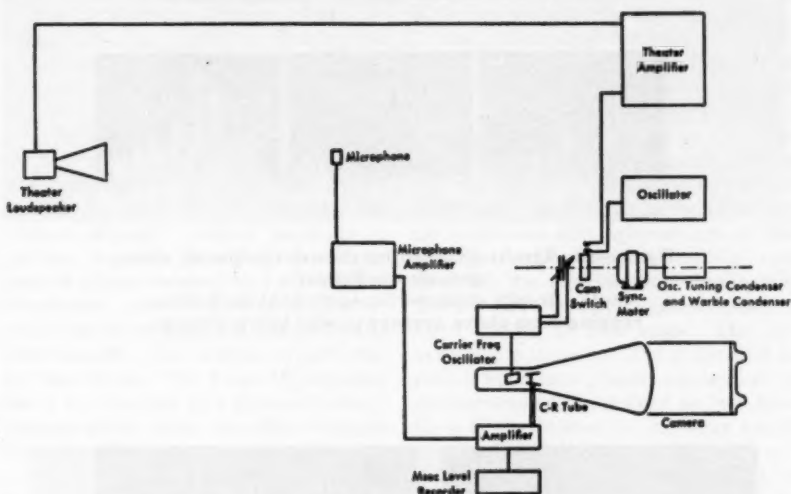 Theater
Amplifier
Microphone
Theater
Loudspeaker
Oscillator
Microphone
Amplifier
Cam
Switch
Sync.
Motor
Osc. Tuning Condenser
and Warble Condenser
Carrier Freq.
Oscillator
C-R Tube
Camera
Amplifier
Level
Recorder